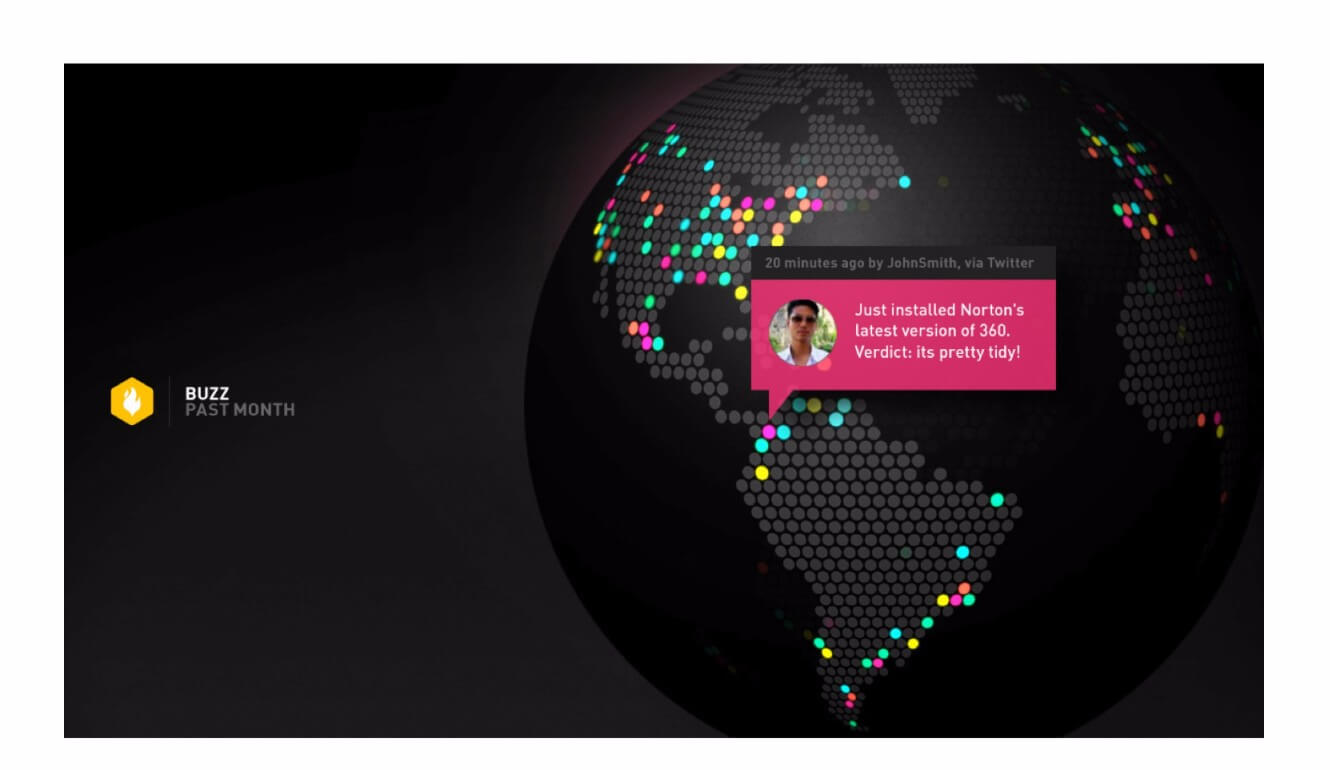 20 minutes ago by JohnSmith, via Twitter
Just installed Norton's
latest version of 360.
Verdict: its pretty tidy!
BUZZ
PAST MONTH